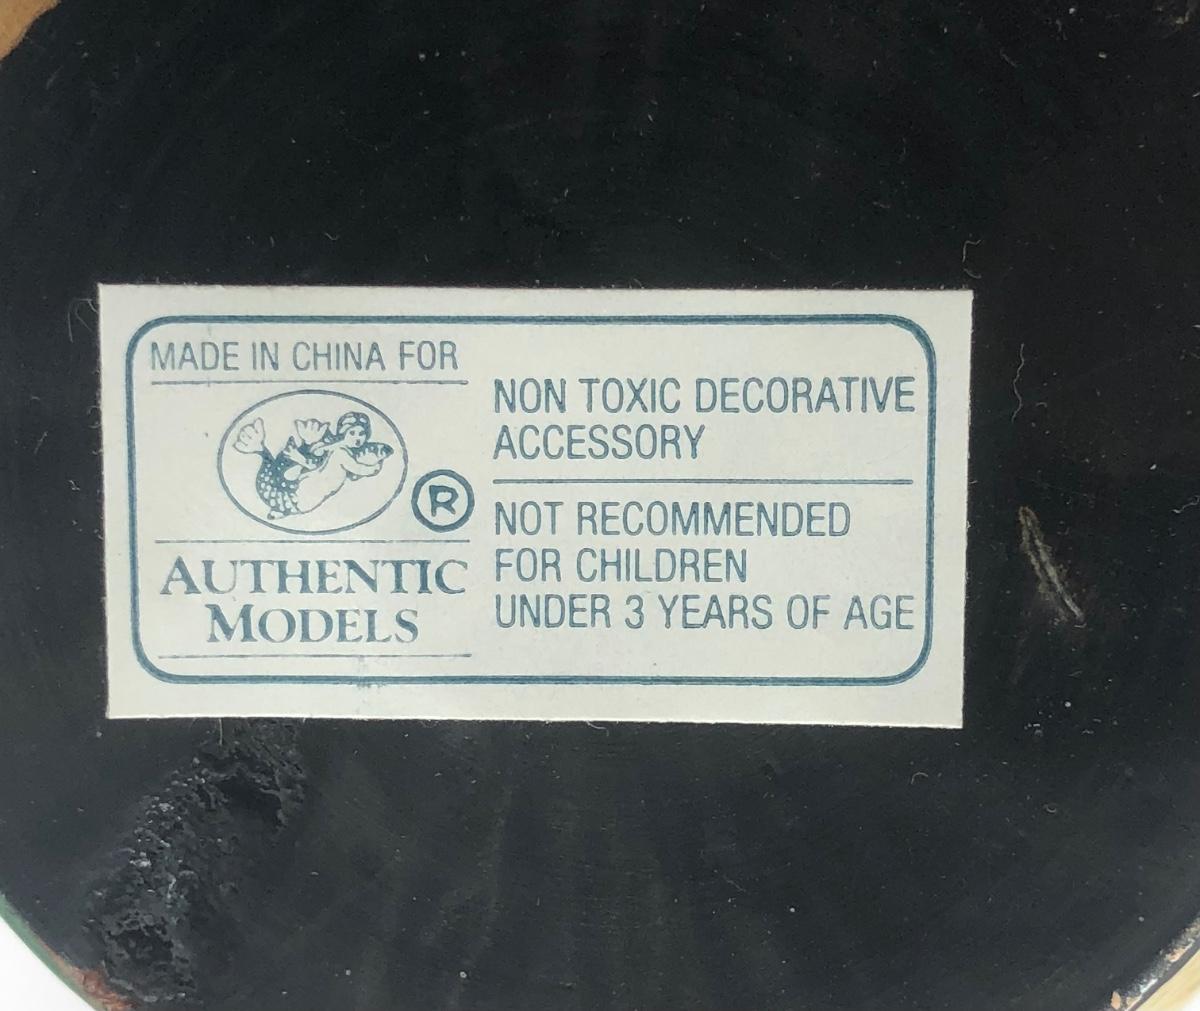 MADE IN CHINA FOR
®
AUTHENTIC
MODELS
NON TOXIC DECORATIVE
ACCESSORY
NOT RECOMMENDED
FOR CHILDREN
UNDER 3 YEARS OF AGE